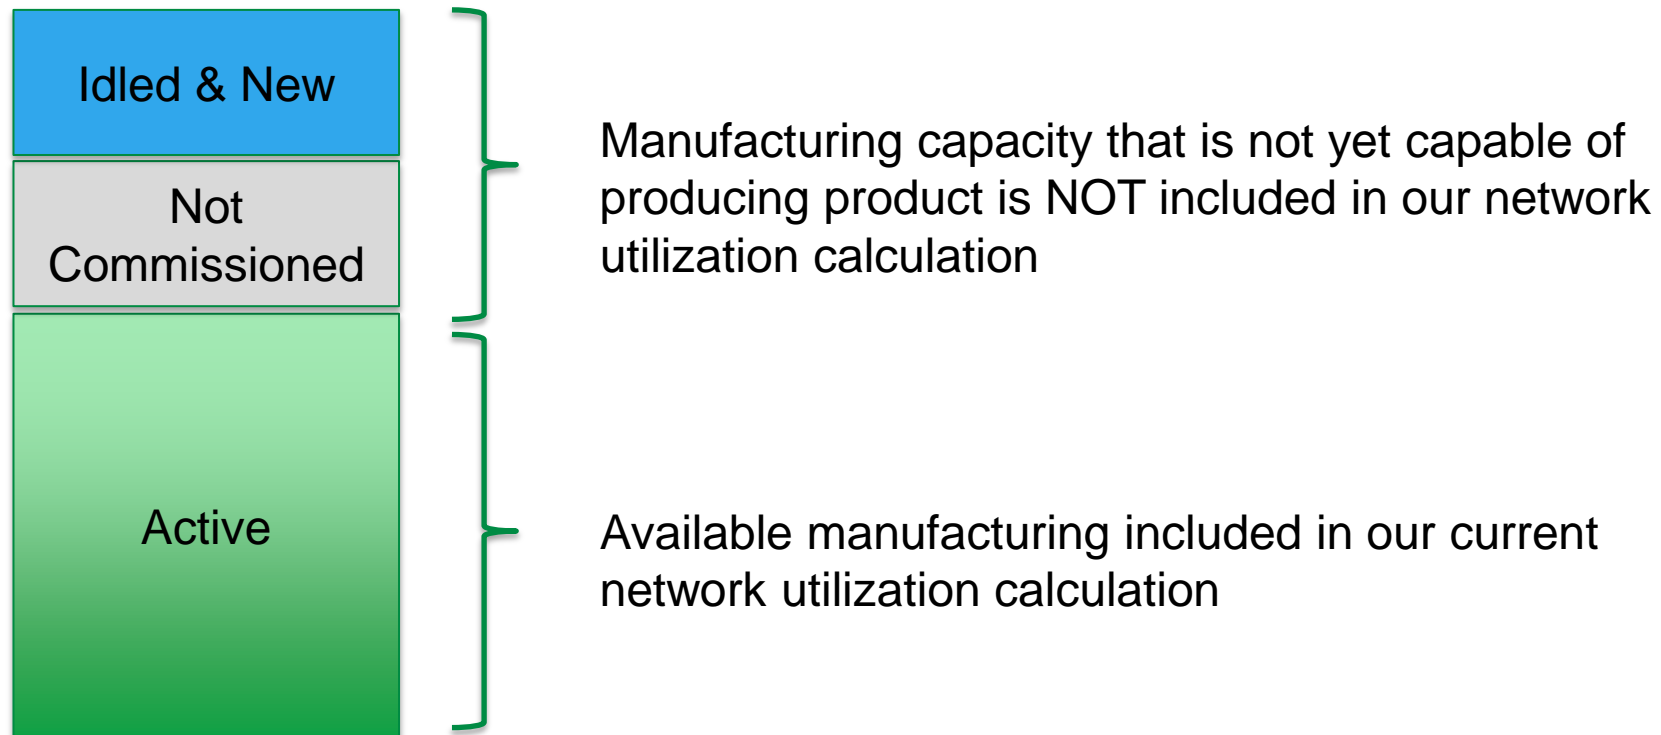 Idled & New
Not
Commissioned
Manufacturing capacity that is not yet capable of
producing product is NOT included in our network
utilization calculation
Active
Available manufacturing included in our current
network utilization calculation